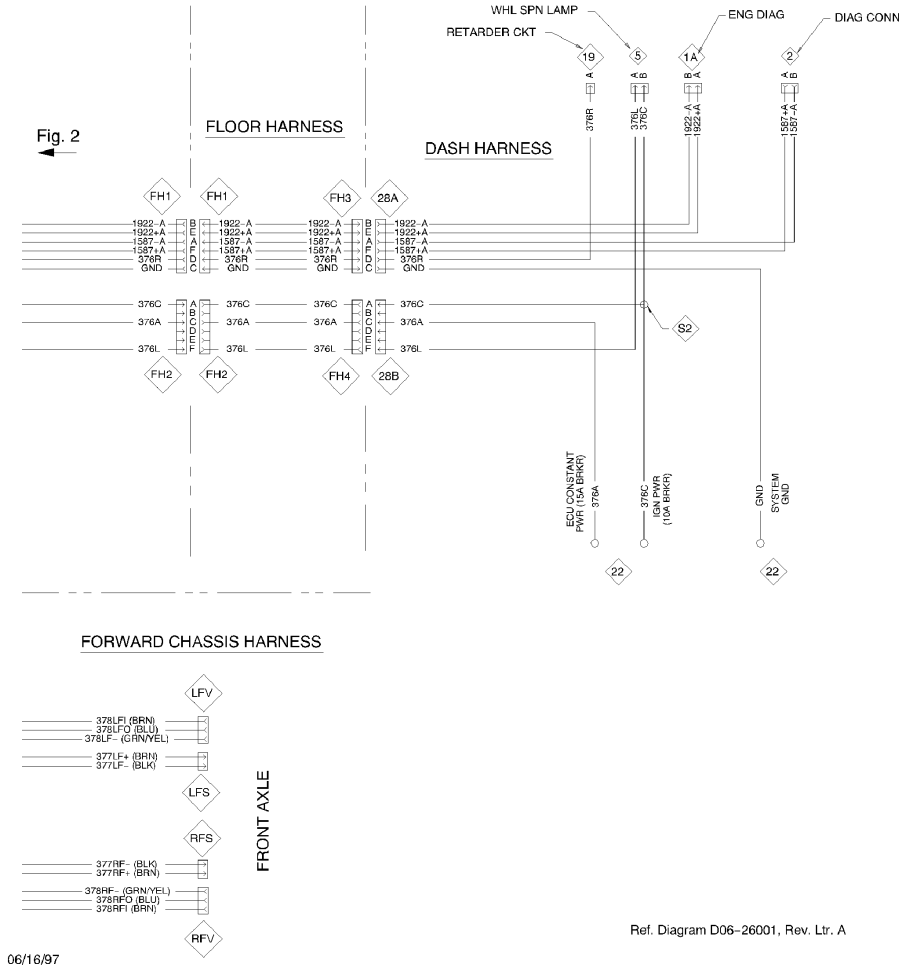 WHL SPN LAMP
ENG DIAG
DIAG CONN
RETARDER CKT
19
5
1A
2
A
A B
B A
A B
376R
376L
376C
1922-A
1922+A
1587+A
1587-A
Fig. 2
FLOOR HARNESS
DASH HARNESS
FH1
FH1
FH3
28A
1922-A B 1922-A 1922-A B 1922-A
1922+A E 1922+A 1922+A E 1922+A
1587-A A 1587-A 1587-A A 1587-A
1587+A F 1587+A 1587+A F 1587+A
376R D 376R 376R D 376R
GND C GND GND C GND
376C A 376C 376C A 376C
B B
376A C 376A 376A C 376A
D D
E E
376L F 376L 376L F 376L
S2
FH2
FH2
FH4
28B
ECU CONSTANT
PWR (15A BRKR)
376A
376C
IGN PWR
(10A BRKR)
GND
SYSTEM
GND
22
22
FORWARD CHASSIS HARNESS
LFV
378LFI (BRN)
378LFO (BLU)
378LF- (GRN/YEL)
377LF+ (BRN)
377LF- (BLK)
LFS
FRONT AXLE
RFS
377RF- (BLK)
377RF+ (BRN)
378RF- (GRN/YEL)
378RFO (BLU)
378RFI (BRN)
RFV
Ref. Diagram D06-26001, Rev. Ltr. A
06/16/97